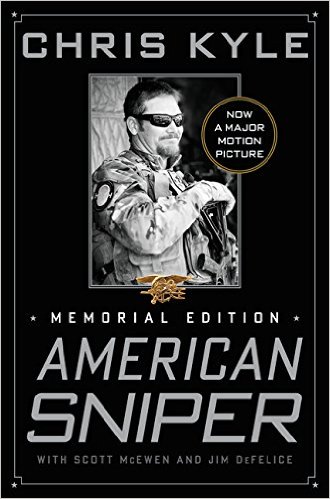 CHRIS KYLE
NOW
A MAJOR
MOTION
PICTURE
★ MEMORIAL EDITION ★
AMERICAN
SNIPER
WITH SCOTT McEWEN AND JIM DeFELICE